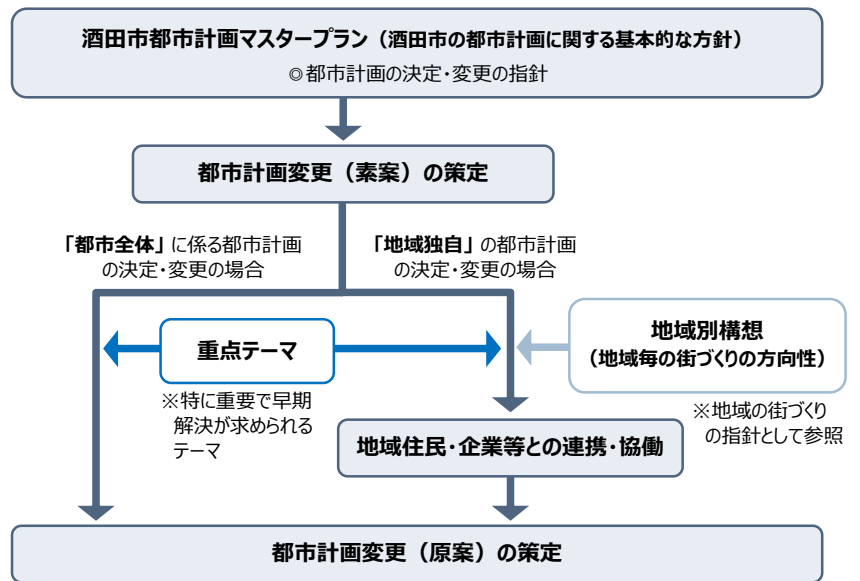 酒田市都市計画マスタープラン（酒田市の都市計画に関する基本的な方針）
◎都市計画の決定・変更の指針
都市計画変更（素案）の策定
「都市全体」に係る都市計画
の決定・変更の場合
「地域独自」の都市計画
の決定・変更の場合
重点テーマ
※特に重要で早期
解決が求められる
テーマ
地域別構想
（地域毎の街づくりの方向性）
※地域の街づくり
の指針として参照
地域住民・企業等との連携・協働
都市計画変更（原案）の策定